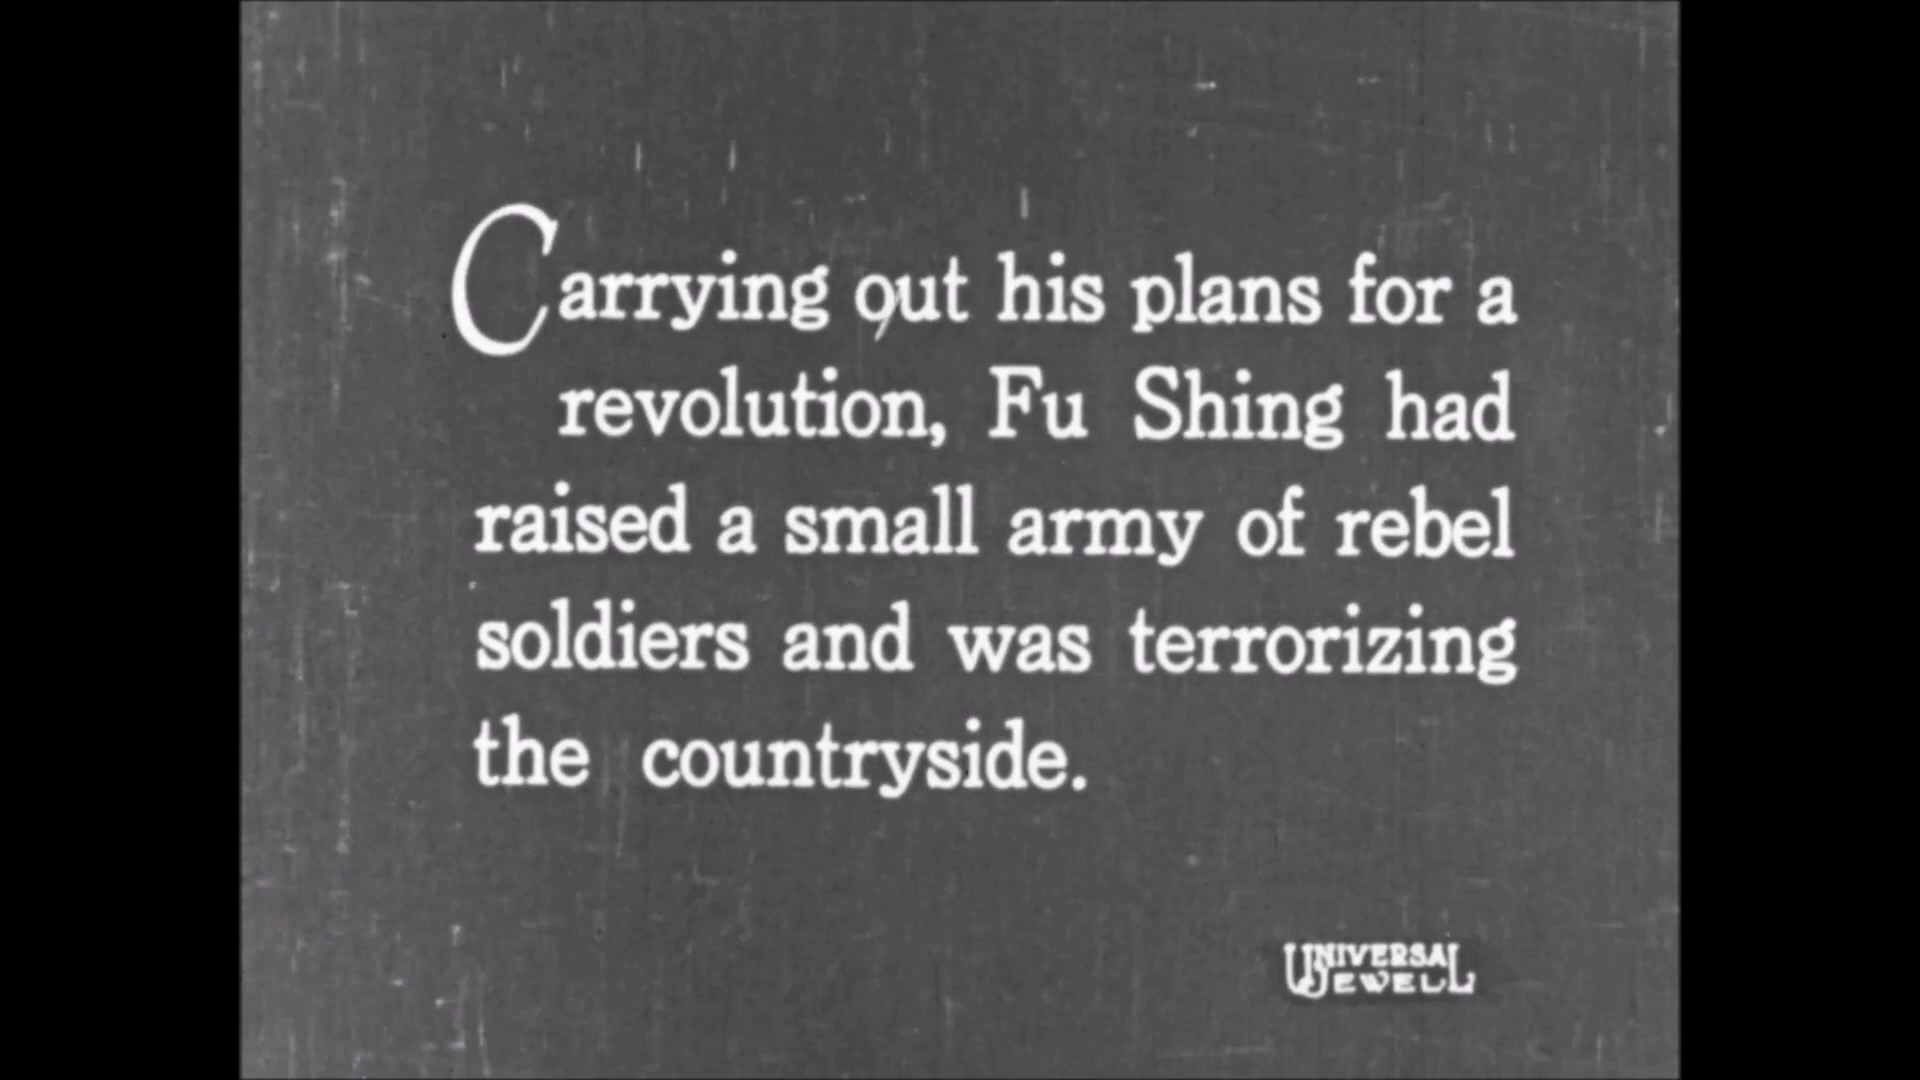 Carrying out his plans for a
revolution, Fu Shing had
raised a small army of rebel
soldiers and was terrorizing
the countryside.
UNIVERSAL
JEWEL